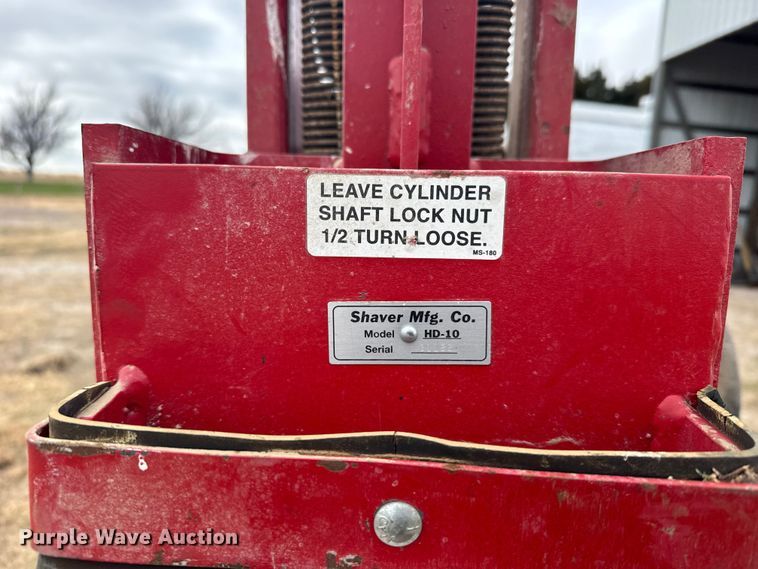 LEAVE CYLINDER
SHAFT LOCK NUT
1/2 TURN LOOSE.
MS-180
Shaver Mfg. Co.
Model HD-10
Serial
Purple Wave Auction